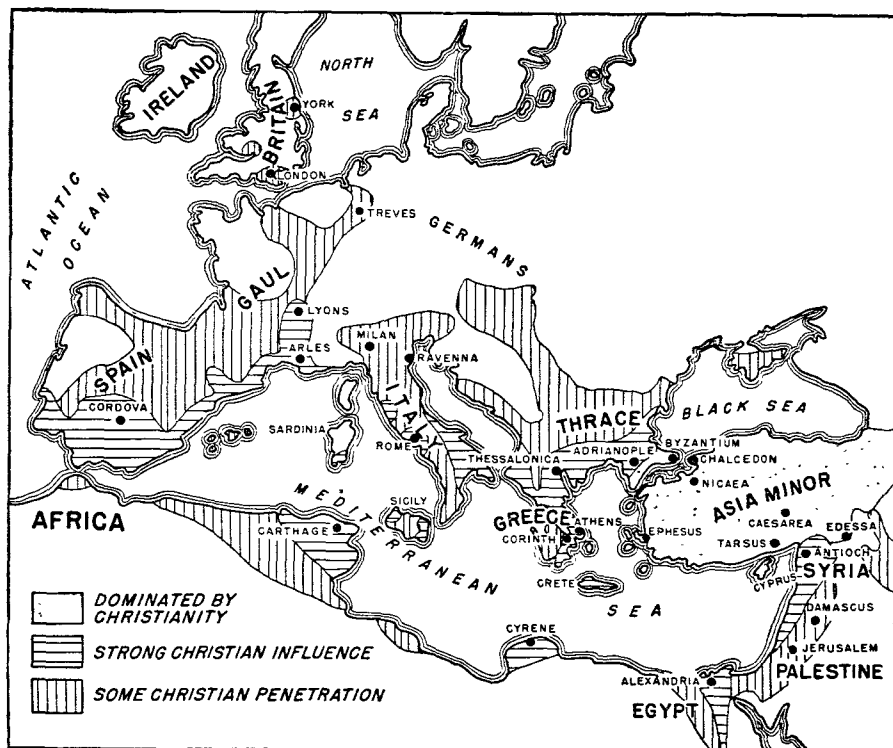 IRELAND
NORTH
SEA
BRITAIN
YORK
LONDON
ATLANTIC
OCEAN
TREVES
GERMANS
GAUL
LYONS
MILAN
ARLES
RAVENNA
SPAIN
ITALY
CORDOVA
SARDINIA
ROME
THRACE
BLACK SEA
ADRIANOPLE
BYZANTIUM
THESSALONICA
CHALCEDON
NICAEA
MEDITERRANEAN
SEA
SICILY
AFRICA
CARTHAGE
GREECE
ATHENS
CORINTH
EPHESUS
ASIA MINOR
CAESAREA
EDESSA
TARSUS
ANTIOCH
CRETE
CYPRUS
SYRIA
DAMASCUS
CYRENE
JERUSALEM
PALESTINE
ALEXANDRIA
EGYPT
DOMINATED BY
CHRISTIANITY
STRONG CHRISTIAN INFLUENCE
SOME CHRISTIAN PENETRATION